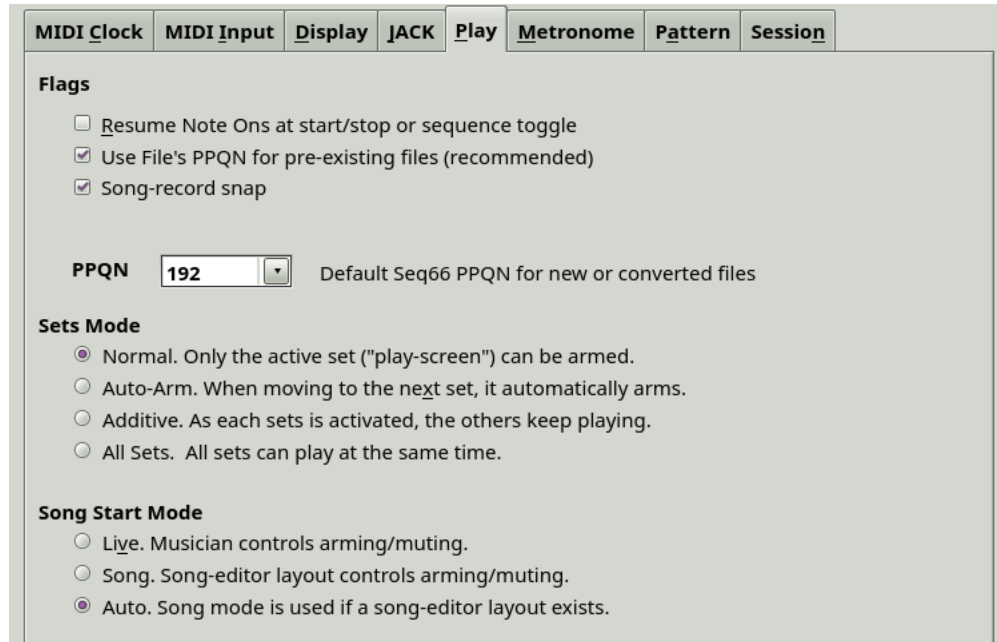 MIDI Clock MIDI Input Display JACK Play Metronome Pattern Session
Flags
Resume Note Ons at start/stop or sequence toggle
Use File's PPQN for pre-existing files (recommended)
Song-record snap
PPQN 192 Default Seq66 PPQN for new or converted files
Sets Mode
Normal. Only the active set ("play-screen") can be armed.
Auto-Arm. When moving to the next set, it automatically arms.
Additive. As each sets is activated, the others keep playing.
All Sets.  All sets can play at the same time.
Song Start Mode
Live. Musician controls arming/muting.
Song. Song-editor layout controls arming/muting.
Auto. Song mode is used if a song-editor layout exists.